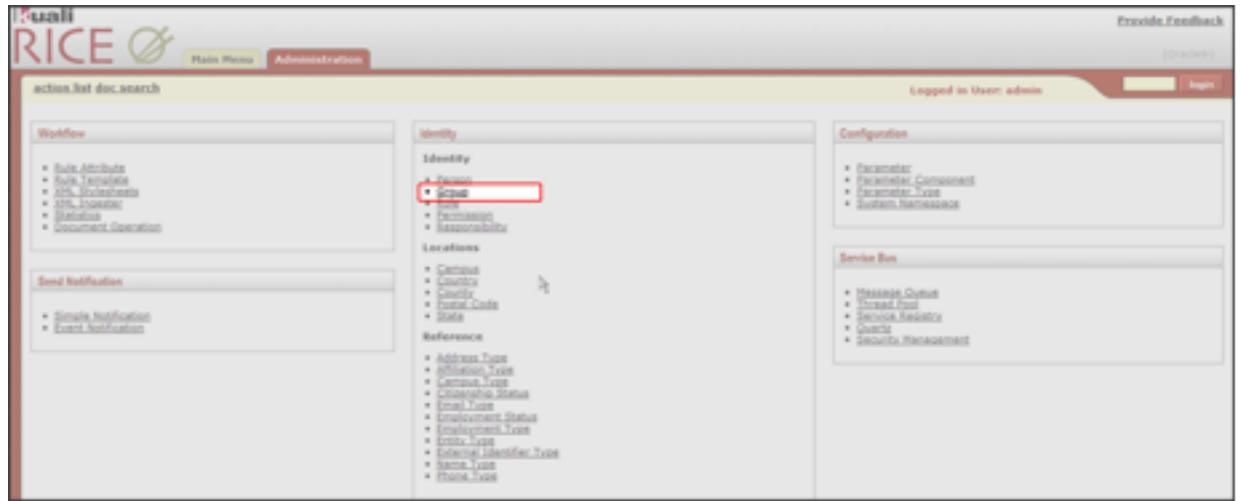 kuali
RICE
Provide Feedback
Main Menu
Administration
action list doc search
Logged in User: admin
login
Workflow
Rule Attribute
Rule Template
XML Stylesheets
XML Ingester
Statistics
Document Operation
Send Notification
Simple Notification
Event Notification
Identity
Identity
Person
Group
Role
Permission
Responsibility
Locations
Campus
Country
County
Postal Code
State
Reference
Address Type
Affiliation Type
Campus Type
Citizenship Status
Email Type
Employment Status
Employment Type
Entity Type
External Identifier Type
Name Type
Phone Type
Configuration
Parameter
Parameter Component
Parameter Type
System Namespace
Service Bus
Message Queue
Thread Pool
Service Registry
Quartz
Security Management